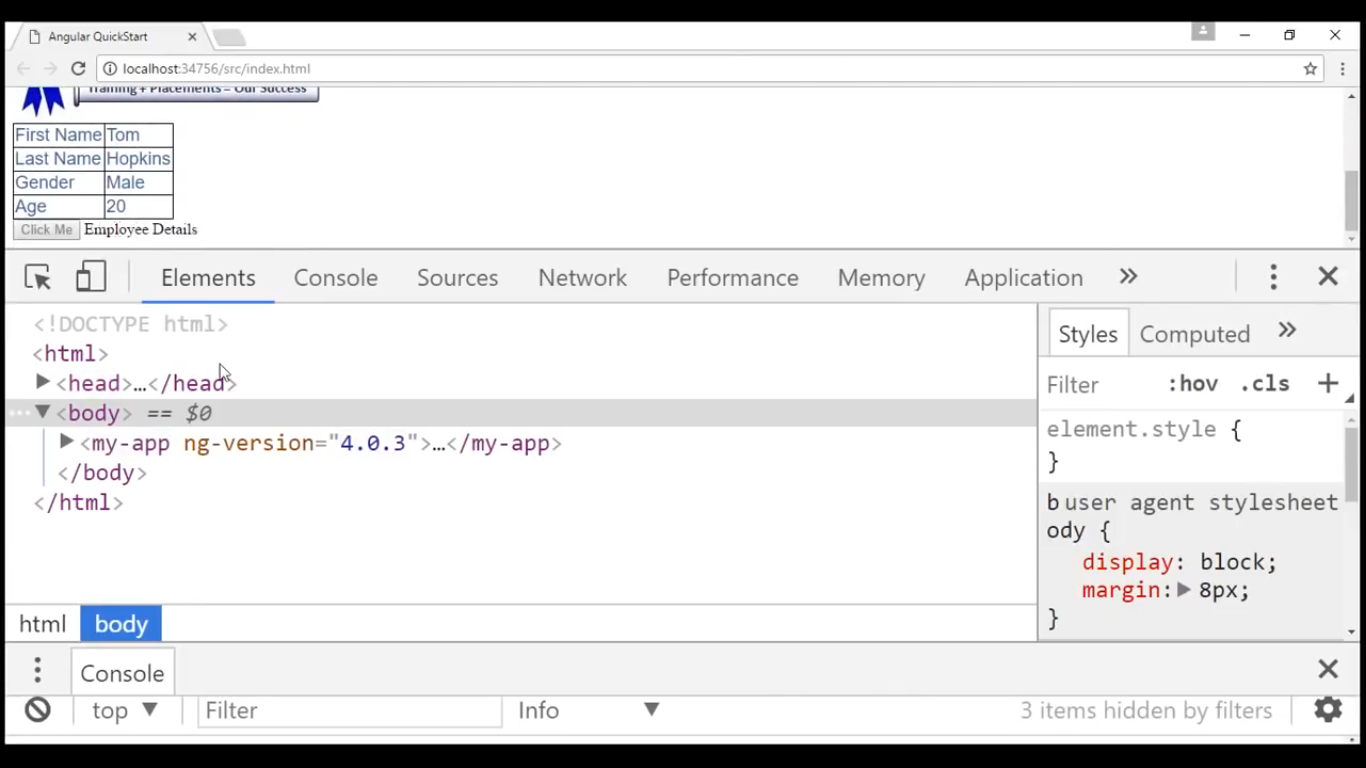 Angular QuickStart
localhost:34756/src/index.html
Training + Placements = Our Success
First Name Tom
Last Name Hopkins
Gender Male
Age 20
Click Me Employee Details
Elements Console Sources Network Performance Memory Application »
<!DOCTYPE html>
<html>
<head>…</head>
<body> == $0
<my-app ng-version="4.0.3">…</my-app>
</body>
</html>
html body
Styles Computed »
Filter :hov .cls +
element.style {
}
b user agent stylesheet
ody {
display: block;
margin: 8px;
}
Console
top Filter Info 3 items hidden by filters